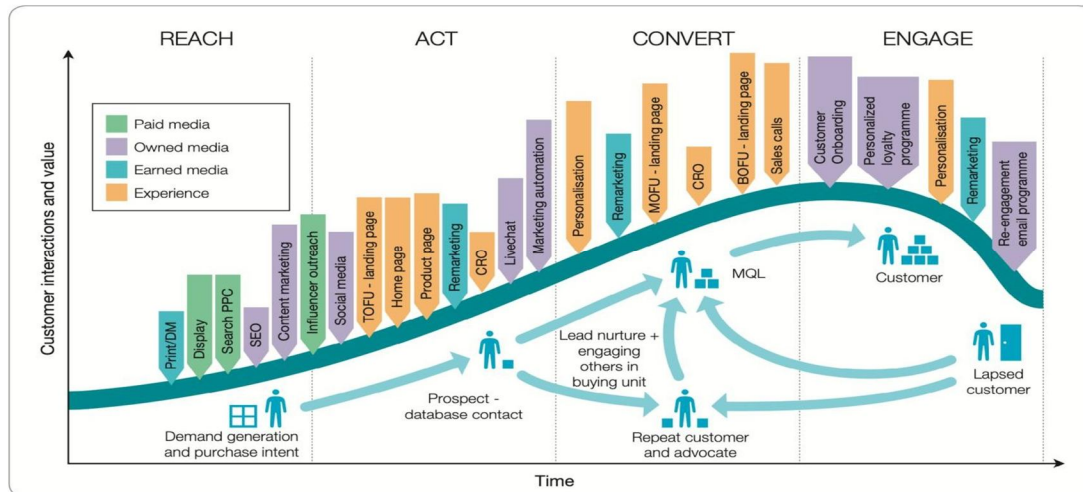 REACH
ACT
CONVERT
ENGAGE
Customer interactions and value
Paid media
Owned media
Earned media
Experience
Print/DM
Display
Search PPC
SEO
Content marketing
Influencer outreach
Social media
TOFU - landing page
Home page
Product page
Remarketing
CRC
Livechat
Marketing automation
Personalisation
Remarketing
MOFU - landing page
CRO
BOFU - landing page
Sales calls
Customer
Onboarding
Personalized
loyalty
programme
Personalisation
Remarketing
Re-engagement
email programme
MQL
Customer
Lead nurture +
engaging
others in
buying unit
Prospect -
database contact
Lapsed
customer
Demand generation
and purchase intent
Repeat customer
and advocate
Time